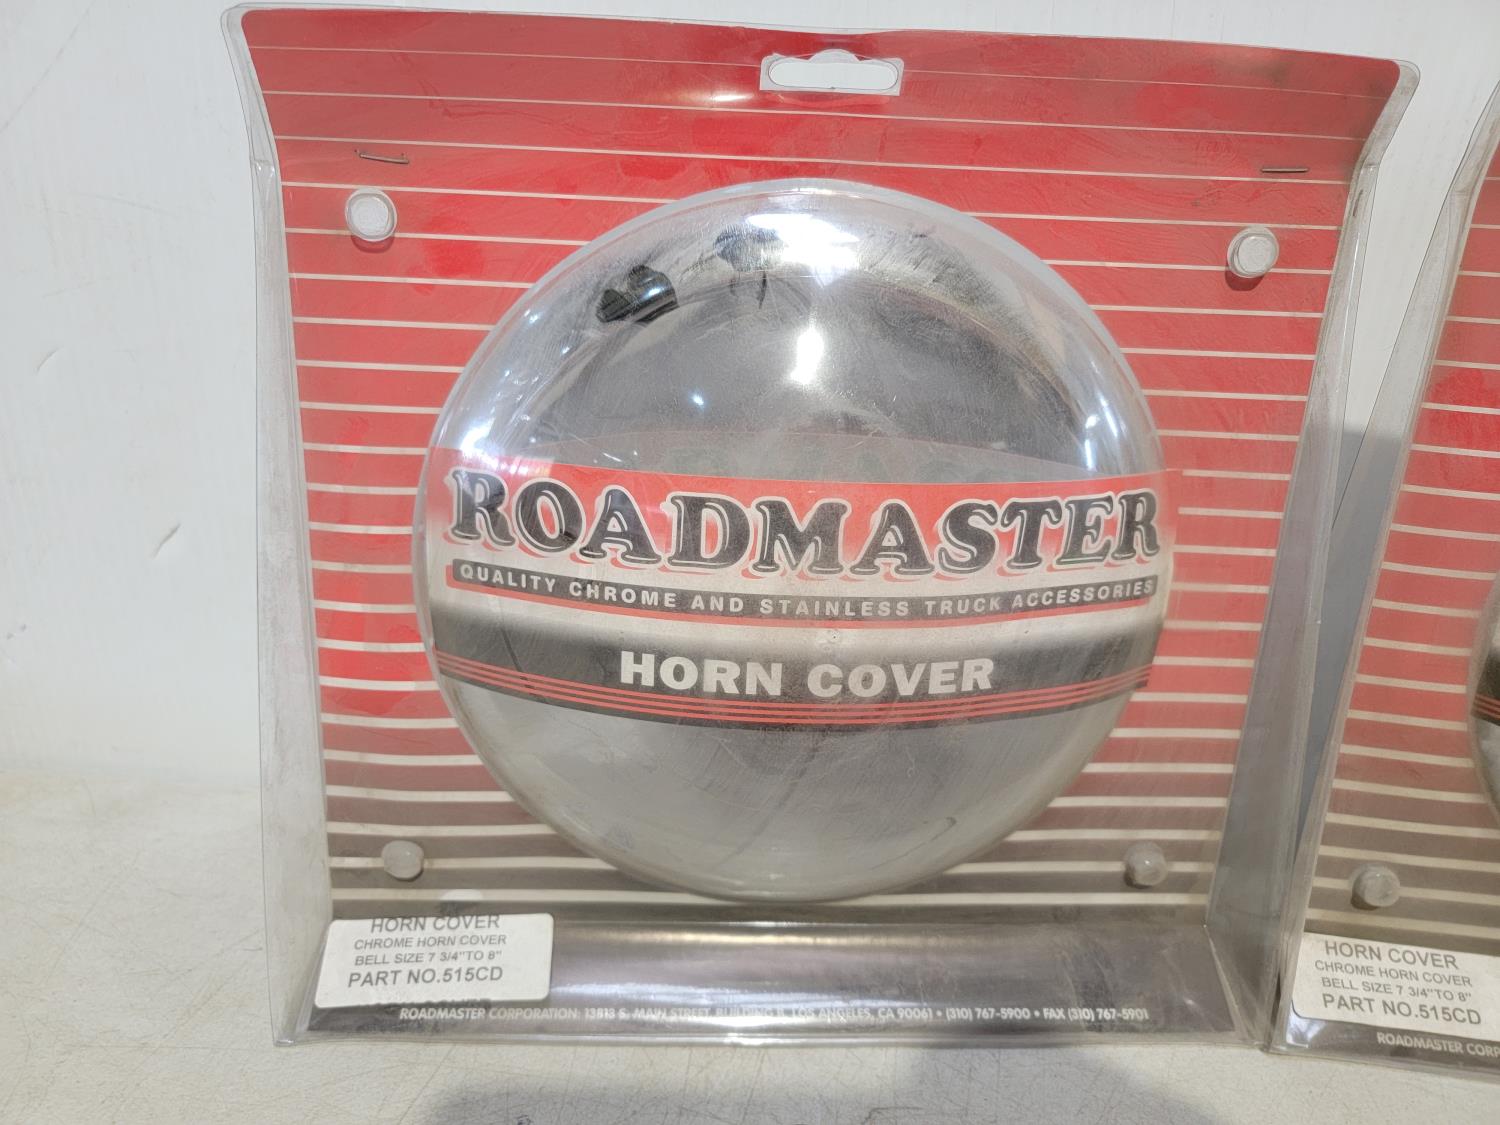 ROADMASTER
QUALITY CHROME AND STAINLESS TRUCK ACCESSORIES
HORN COVER
HORN COVER
CHROME HORN COVER
BELL SIZE 7 3/4"TO 8"
PART NO.515CD
ROADMASTER CORPORATION: 13813 S. MAIN STREET, BUILDING B, LOS ANGELES, CA 90061 • (310) 767-5900 • FAX (310) 767-5901
HORN COVER
CHROME HORN COVER
BELL SIZE 7 3/4"TO 8"
PART NO.515CD
ROADMASTER CORP